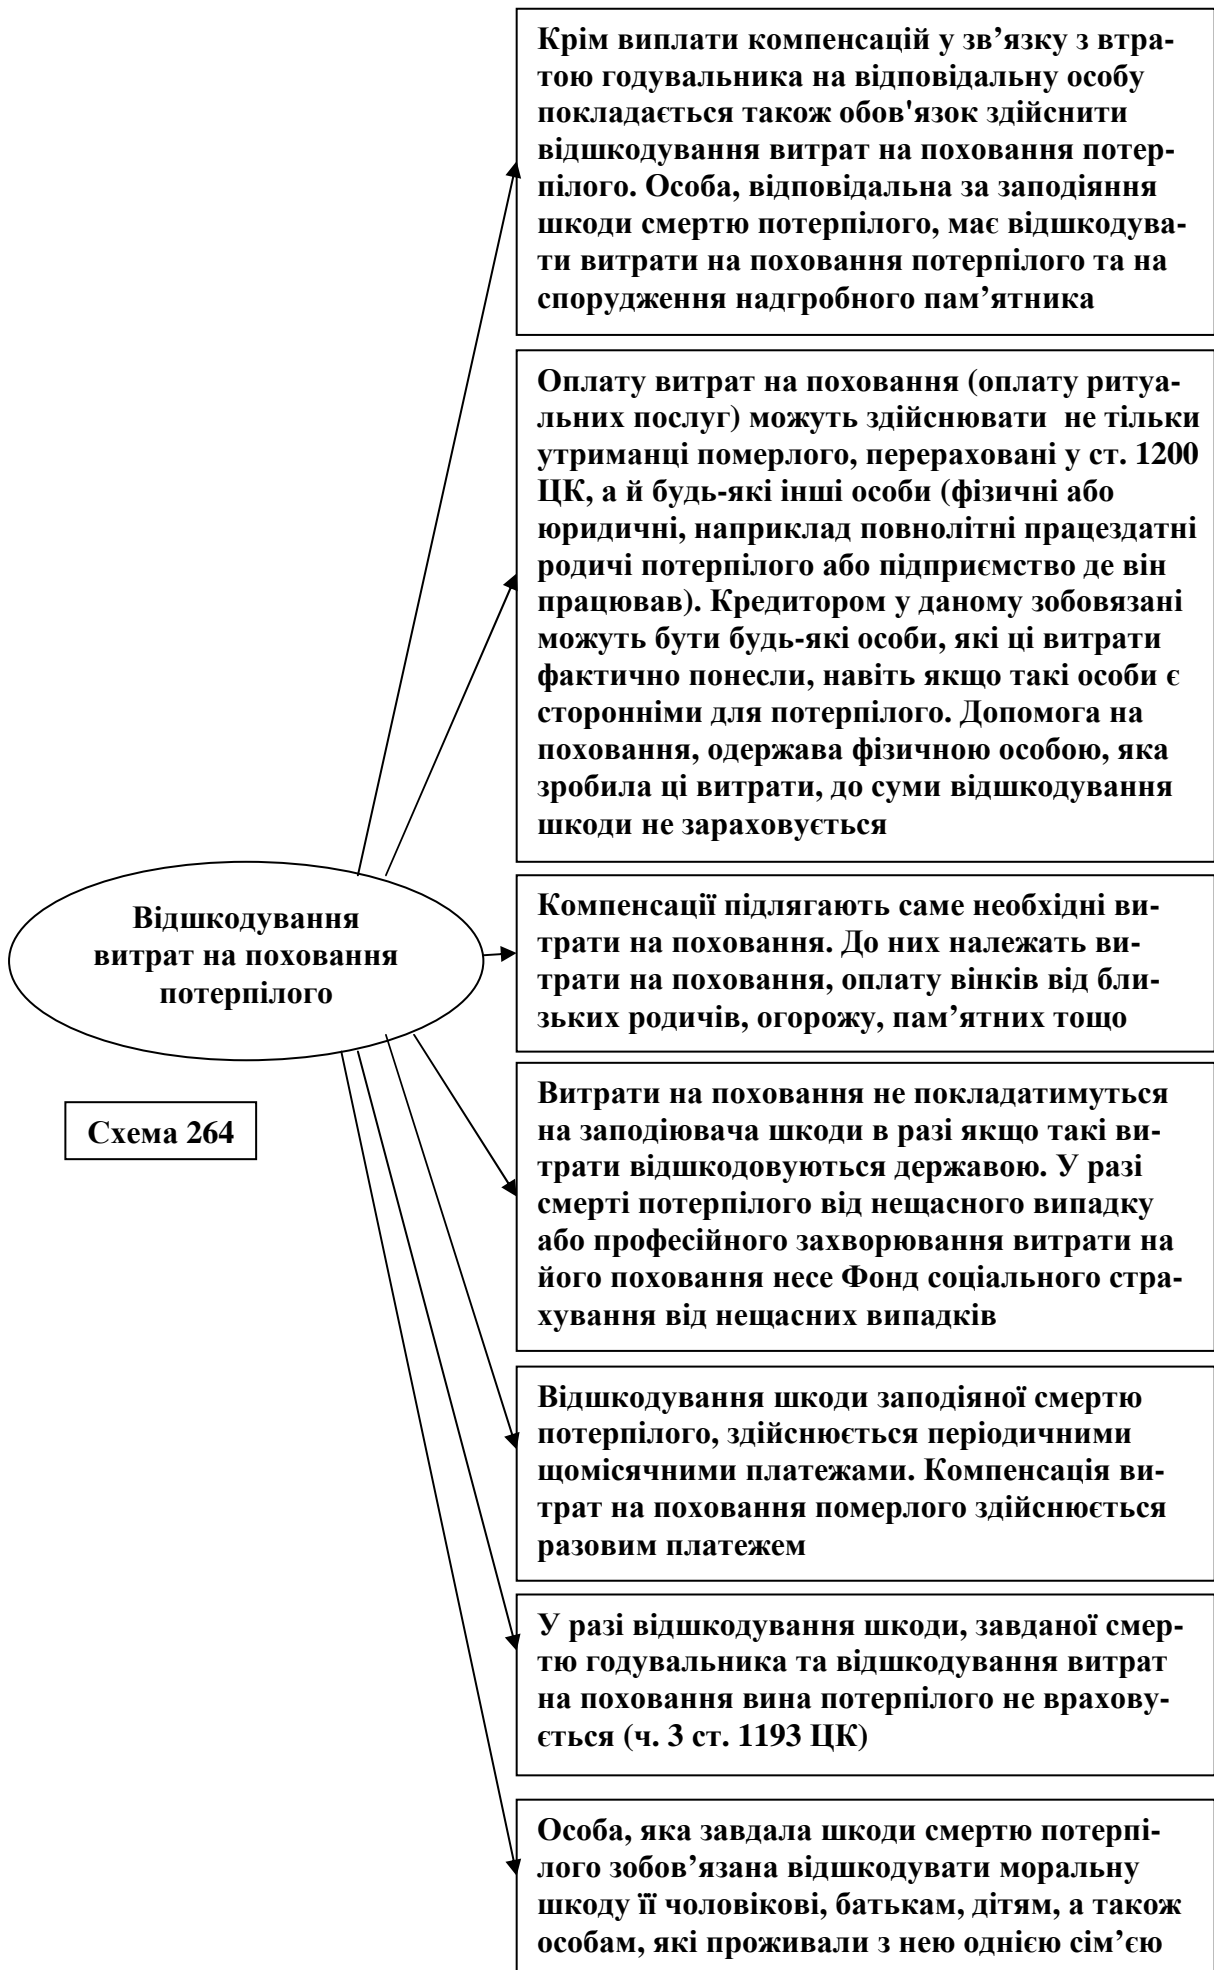 Крім виплати компенсацій у зв’язку з втра-
тою годувальника на відповідальну особу
покладається також обов'язок здійснити
відшкодування витрат на поховання потер-
пілого. Особа, відповідальна за заподіяння
шкоди смертю потерпілого, має відшкодува-
ти витрати на поховання потерпілого та на
спорудження надгробного пам’ятника
Оплату витрат на поховання (оплату ритуа-
льних послуг) можуть здійснювати не тільки
утриманці померлого, перераховані у ст. 1200
ЦК, а й будь-які інші особи (фізичні або
юридичні, наприклад повнолітні працездатні
родичі потерпілого або підприємство де він
працював). Кредитором у даному зобовязані
можуть бути будь-які особи, які ці витрати
фактично понесли, навіть якщо такі особи є
сторонніми для потерпілого. Допомога на
поховання, одержава фізичною особою, яка
зробила ці витрати, до суми відшкодування
шкоди не зараховується
Відшкодування
витрат на поховання
потерпілого
Компенсації підлягають саме необхідні ви-
трати на поховання. До них належать ви-
трати на поховання, оплату вінків від бли-
зьких родичів, огорожу, пам’ятних тощо
Схема 264
Витрати на поховання не покладатимуться
на заподіювача шкоди в разі якщо такі ви-
трати відшкодовуються державою. У разі
смерті потерпілого від нещасного випадку
або професійного захворювання витрати на
його поховання несе Фонд соціального стра-
хування від нещасних випадків
Відшкодування шкоди заподіяної смертю
потерпілого, здійснюється періодичними
щомісячними платежами. Компенсація ви-
трат на поховання померлого здійснюється
разовим платежем
У разі відшкодування шкоди, завданої смер-
тю годувальника та відшкодування витрат
на поховання вина потерпілого не врахову-
ється (ч. 3 ст. 1193 ЦК)
Особа, яка завдала шкоди смертю потерпі-
лого зобов’язана відшкодувати моральну
шкоду її чоловікові, батькам, дітям, а також
особам, які проживали з нею однією сім’єю